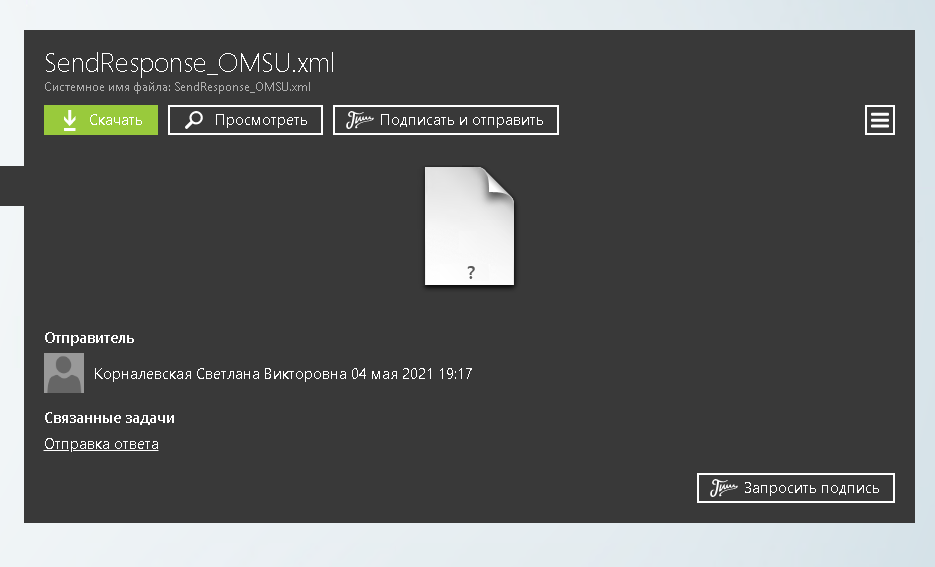 SendResponse_OMSU.xml
Системное имя файла: SendResponse_OMSU.xml
Скачать Просмотреть Подписать и отправить
?
Отправитель
Корналевская Светлана Викторовна 04 мая 2021 19:17
Связанные задачи
Отправка ответа
Запросить подпись